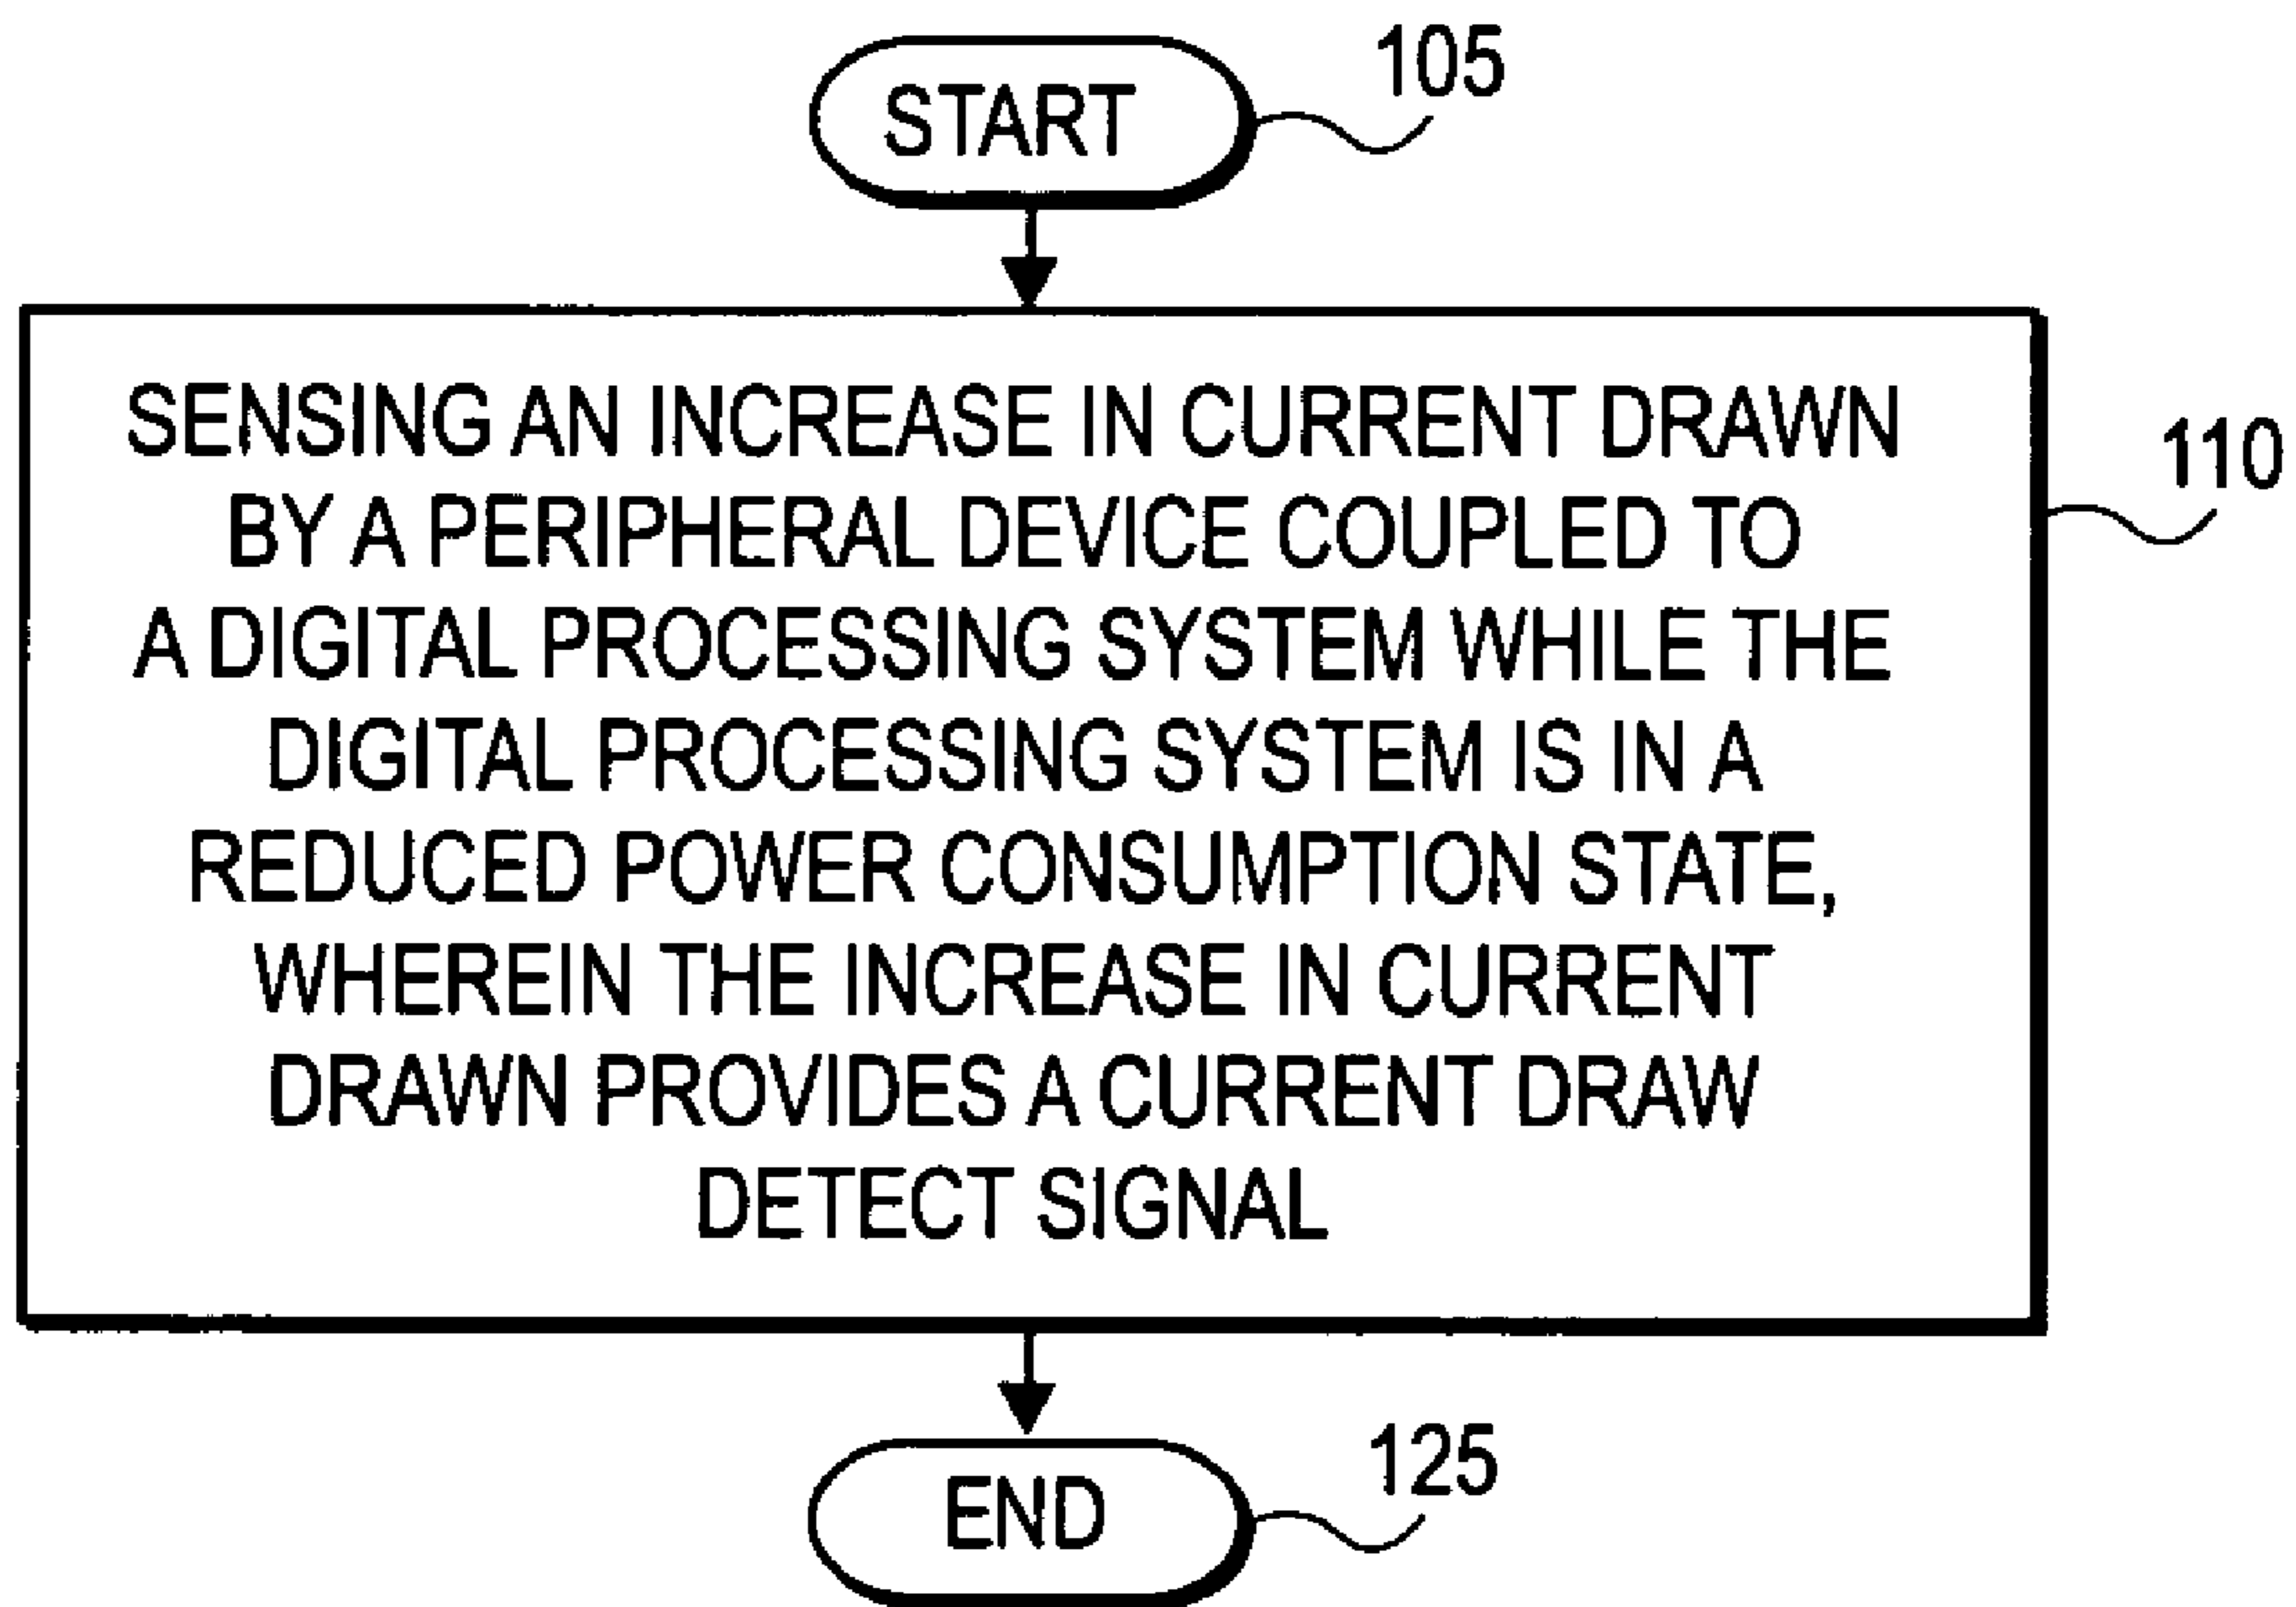 START
105
SENSING AN INCREASE IN CURRENT DRAWN
BY A PERIPHERAL DEVICE COUPLED TO
A DIGITAL PROCESSING SYSTEM WHILE THE
DIGITAL PROCESSING SYSTEM IS IN A
REDUCED POWER CONSUMPTION STATE,
WHEREIN THE INCREASE IN CURRENT
DRAWN PROVIDES A CURRENT DRAW
DETECT SIGNAL
110
END
125